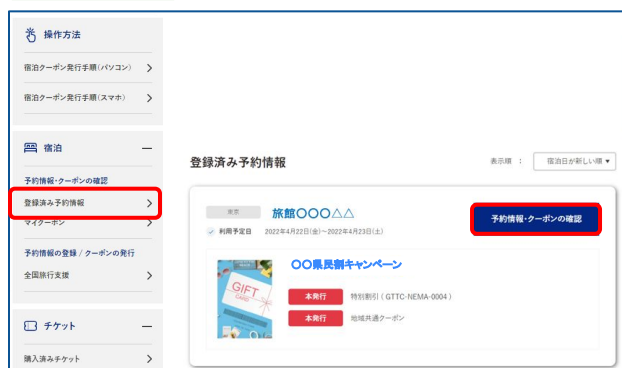 操作方法
宿泊クーポン発行手順(パソコン)
宿泊クーポン発行手順(スマホ)
宿泊
予約情報・クーポンの確認
登録済み予約情報
マイクーポン
予約情報の登録 / クーポンの発行
全国旅行支援
チケット
購入済みチケット
登録済み予約情報
表示順 :
宿泊日が新しい順▼
東京
旅館〇〇〇△△
予約情報・クーポンの確認
利用予定日 2022年4月22日(金)～2022年4月23日(土)
GIFT
CARD
〇〇県民割キャンペーン
本発行 特別割引 ( GTTC-NEMA-0004 )
本発行 地域共通クーポン